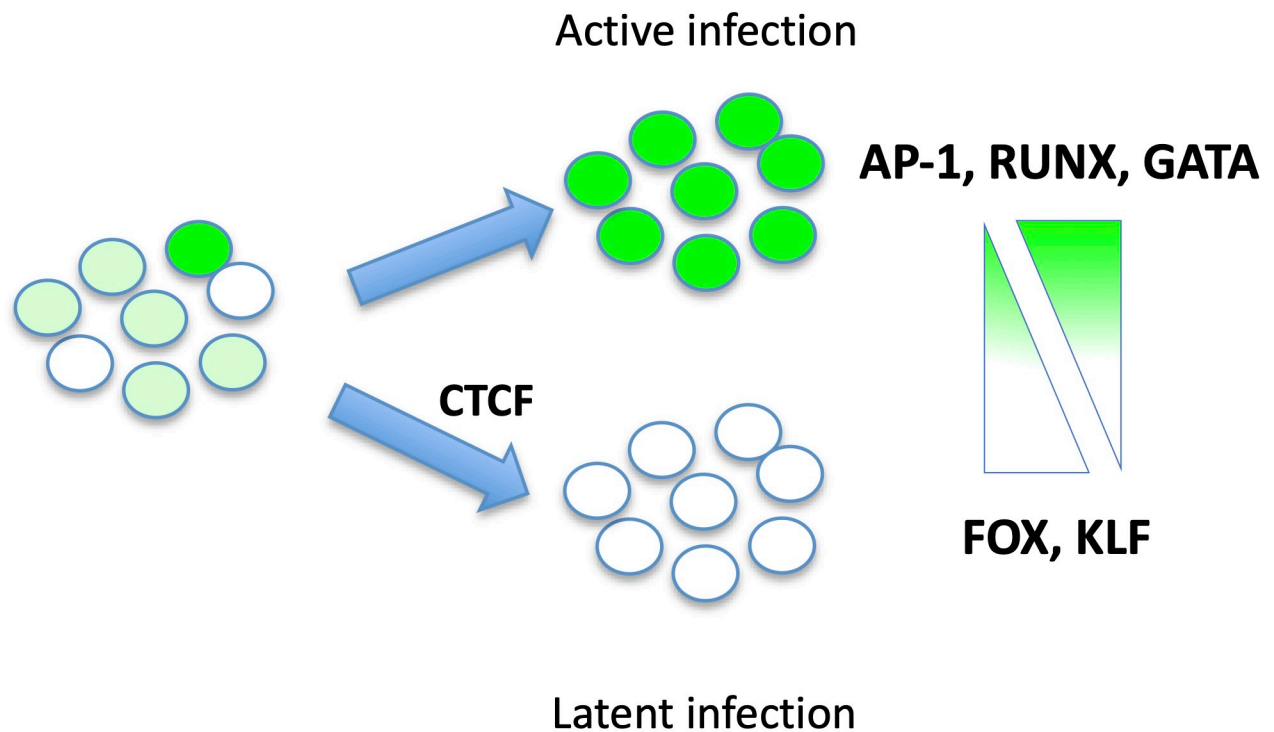 Active infection
AP-1, RUNX, GATA
CTCF
FOX, KLF
Latent infection